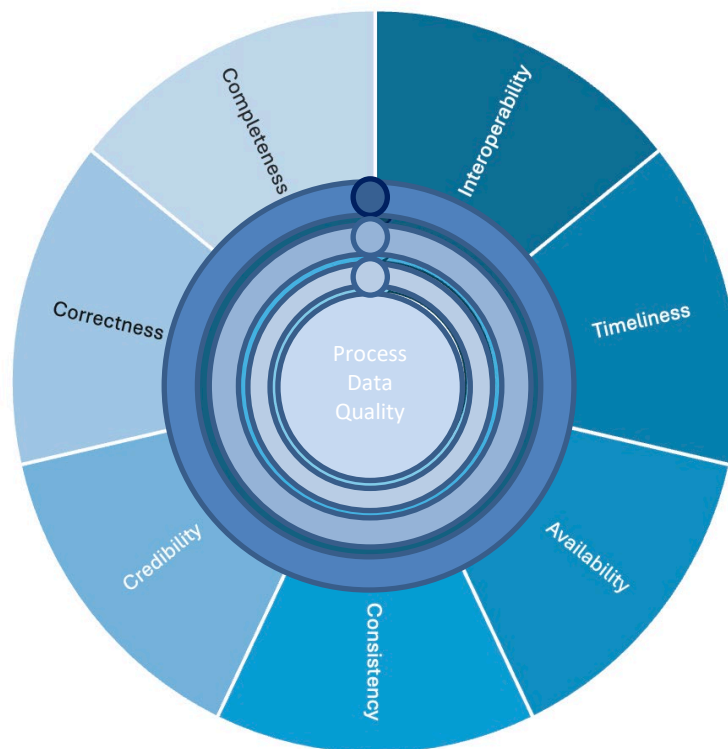 Completeness
Interoperability
Correctness
Timeliness
Process
Data
Quality
Credibility
Availability
Consistency